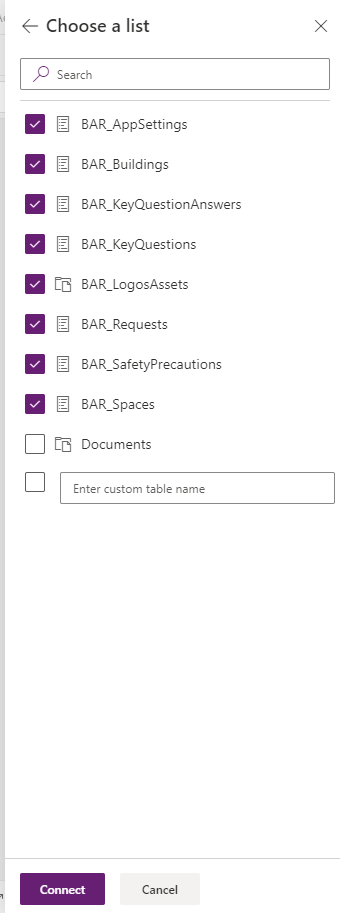 Choose a list
Search
BAR_AppSettings
BAR_Buildings
BAR_KeyQuestionAnswers
BAR_KeyQuestions
BAR_LogosAssets
BAR_Requests
BAR_SafetyPrecautions
BAR_Spaces
Documents
Enter custom table name
Connect Cancel